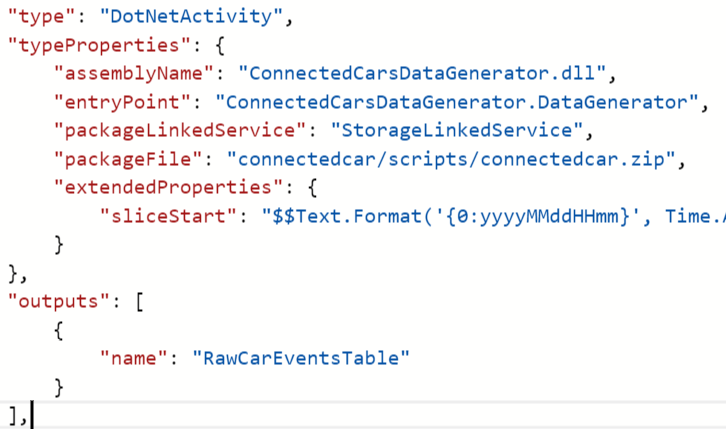 "type": "DotNetActivity",
"typeProperties": {
"assemblyName": "ConnectedCarsDataGenerator.dll",
"entryPoint": "ConnectedCarsDataGenerator.DataGenerator",
"packageLinkedService": "StorageLinkedService",
"packageFile": "connectedcar/scripts/connectedcar.zip",
"extendedProperties": {
"sliceStart": "$$Text.Format('{0:yyyyMMddHHmm}', Time.
}
},
"outputs": [
{
"name": "RawCarEventsTable"
}
],